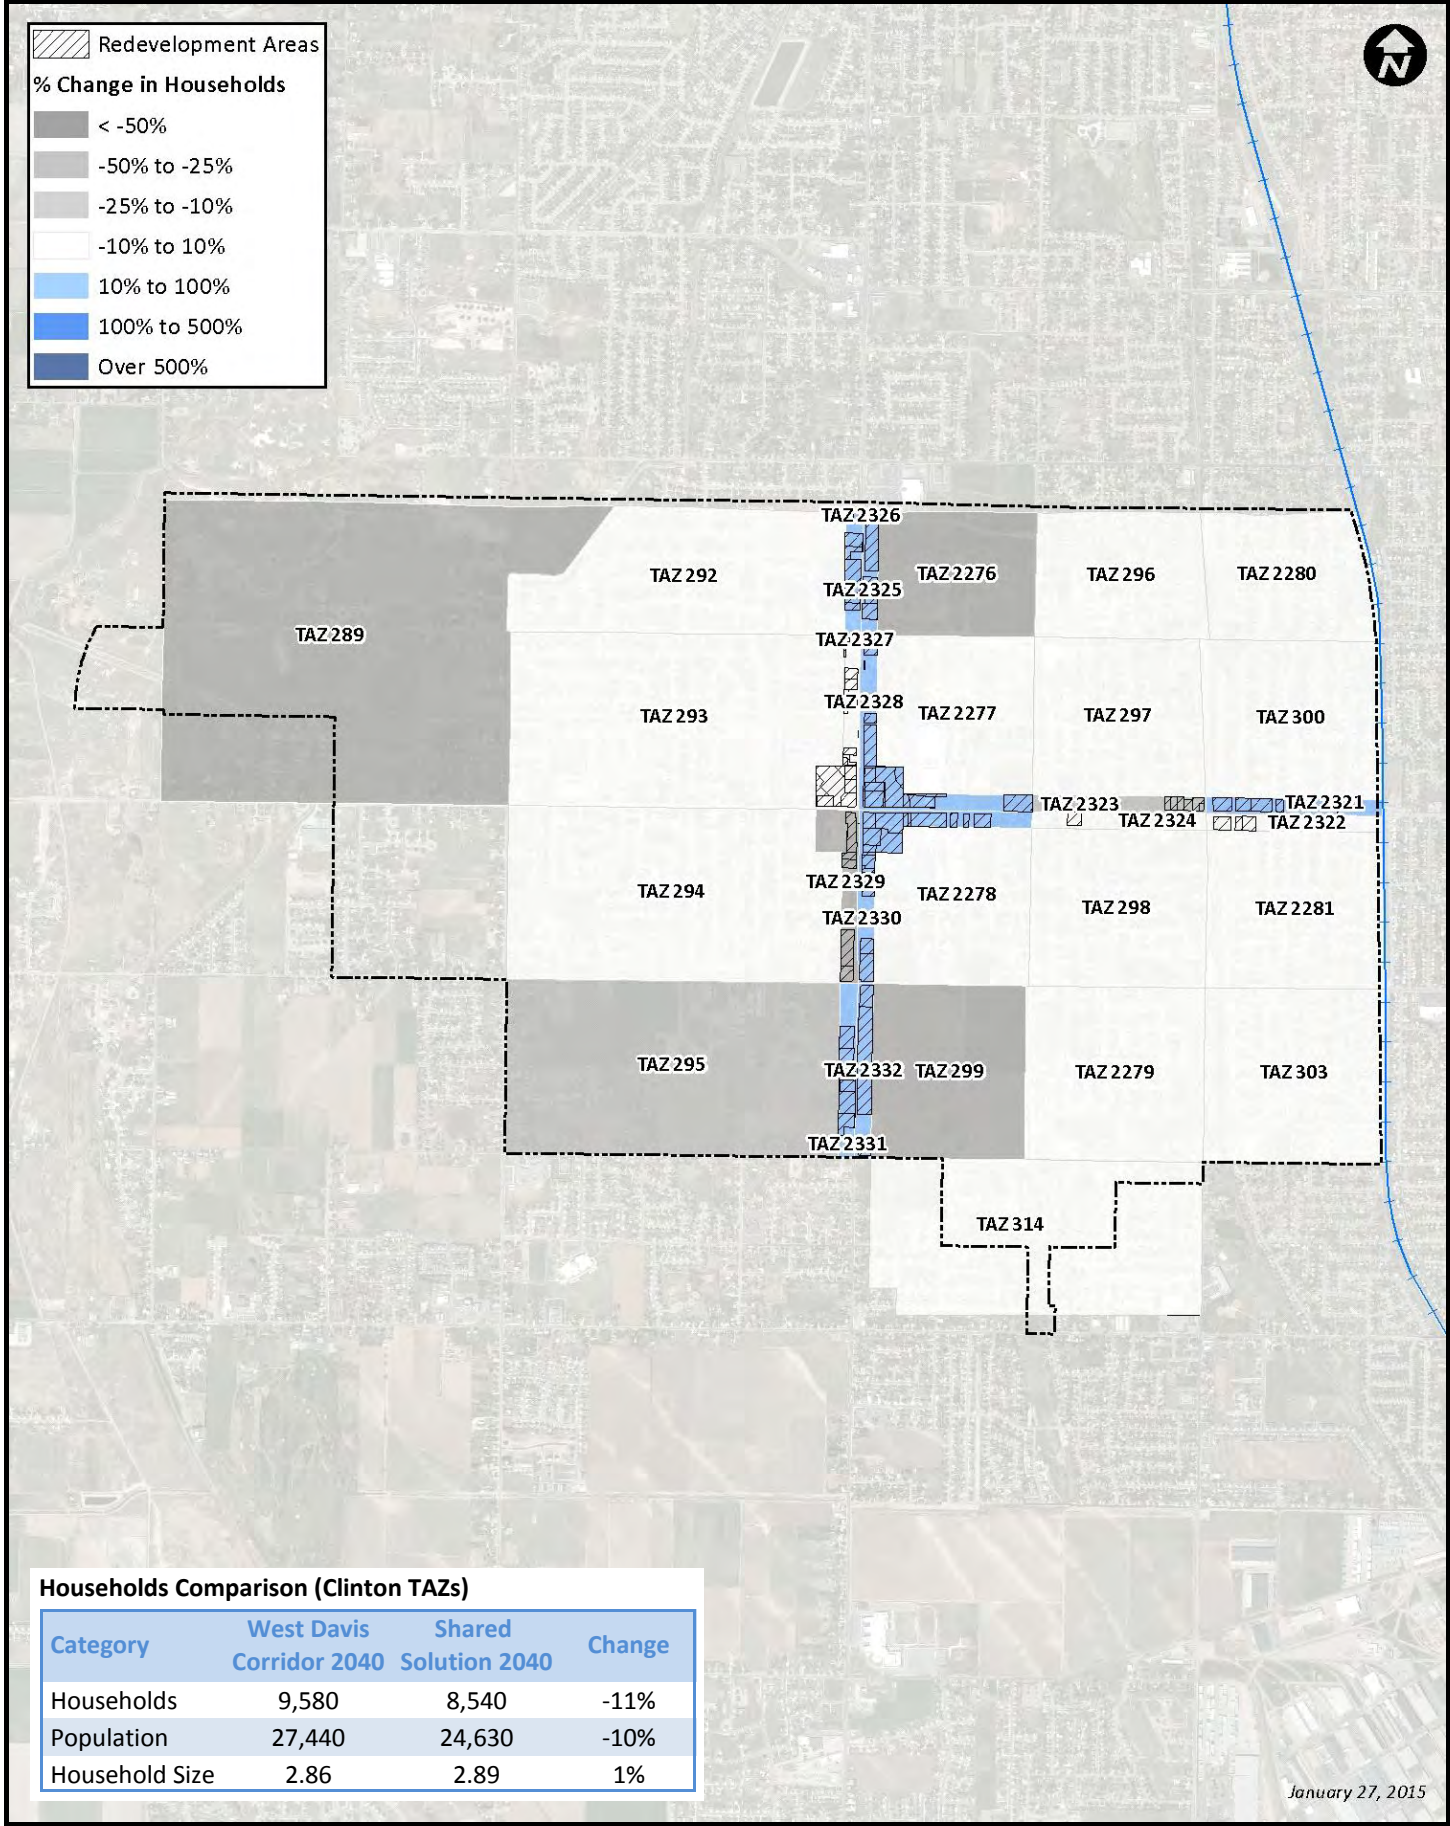 Redevelopment Areas
% Change in Households
< -50%
-50% to -25%
-25% to -10%
-10% to 10%
10% to 100%
100% to 500%
Over 500%
N
TAZ 2326
TAZ 292
TAZ 2276
TAZ 296
TAZ 2280
TAZ 2325
TAZ 289
TAZ 2327
TAZ 2328
TAZ 293
TAZ 2277
TAZ 297
TAZ 300
TAZ 2323
TAZ 2321
TAZ 2324
TAZ 2322
TAZ 2329
TAZ 294
TAZ 2278
TAZ 298
TAZ 2281
TAZ 2330
TAZ 295
TAZ 2332
TAZ 299
TAZ 2279
TAZ 303
TAZ 2331
TAZ 314
Households Comparison (Clinton TAZs)
Category West Davis Corridor 2040 Shared Solution 2040 Change
Households 9,580 8,540 -11%
Population 27,440 24,630 -10%
Household Size 2.86 2.89 1%
January 27, 2015